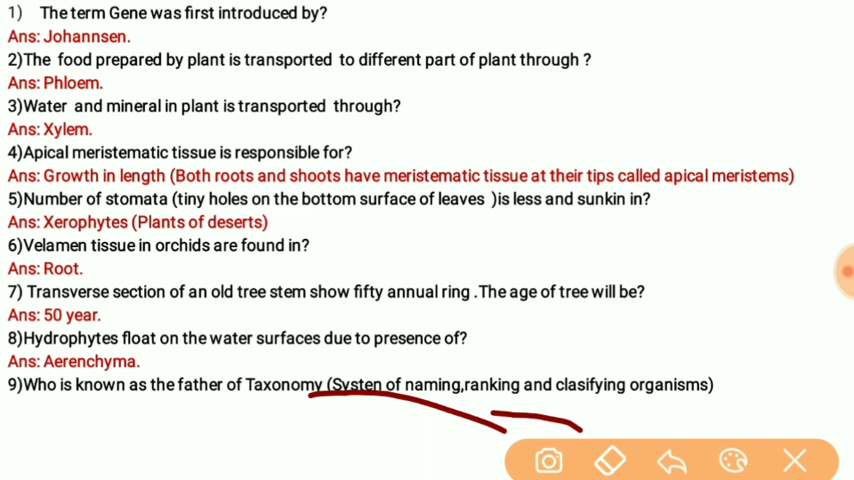 1) The term Gene was first introduced by?
Ans: Johannsen.
2)The food prepared by plant is transported to different part of plant through ?
Ans: Phloem.
3)Water and mineral in plant is transported through?
Ans: Xylem.
4)Apical meristematic tissue is responsible for?
Ans: Growth in length (Both roots and shoots have meristematic tissue at their tips called apical meristems)
5)Number of stomata (tiny holes on the bottom surface of leaves )is less and sunkin in?
Ans: Xerophytes (Plants of deserts)
6)Velamen tissue in orchids are found in?
Ans: Root.
7) Transverse section of an old tree stem show fifty annual ring .The age of tree will be?
Ans: 50 year.
8)Hydrophytes float on the water surfaces due to presence of?
Ans: Aerenchyma.
9)Who is known as the father of Taxonomy (Systen of naming,ranking and clasifying organisms)